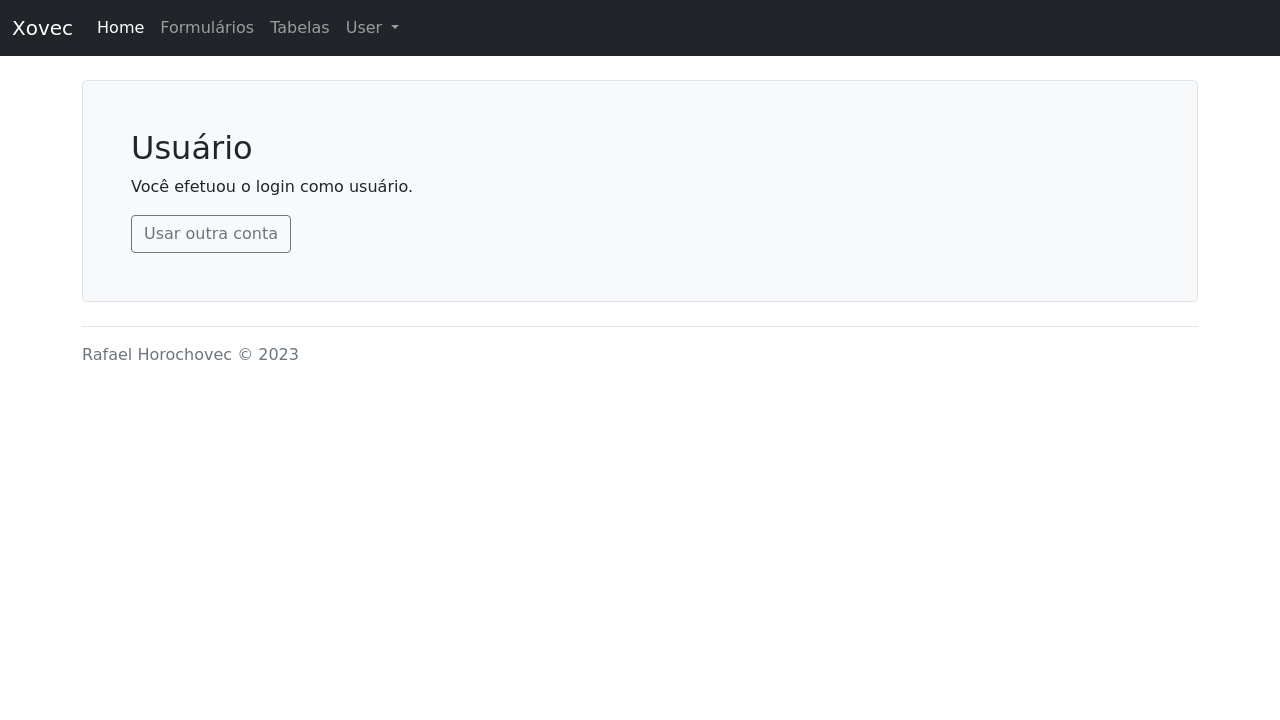 Xovec Home Formulários Tabelas User
Usuário
Você efetuou o login como usuário.
Usar outra conta
Rafael Horochovec © 2023